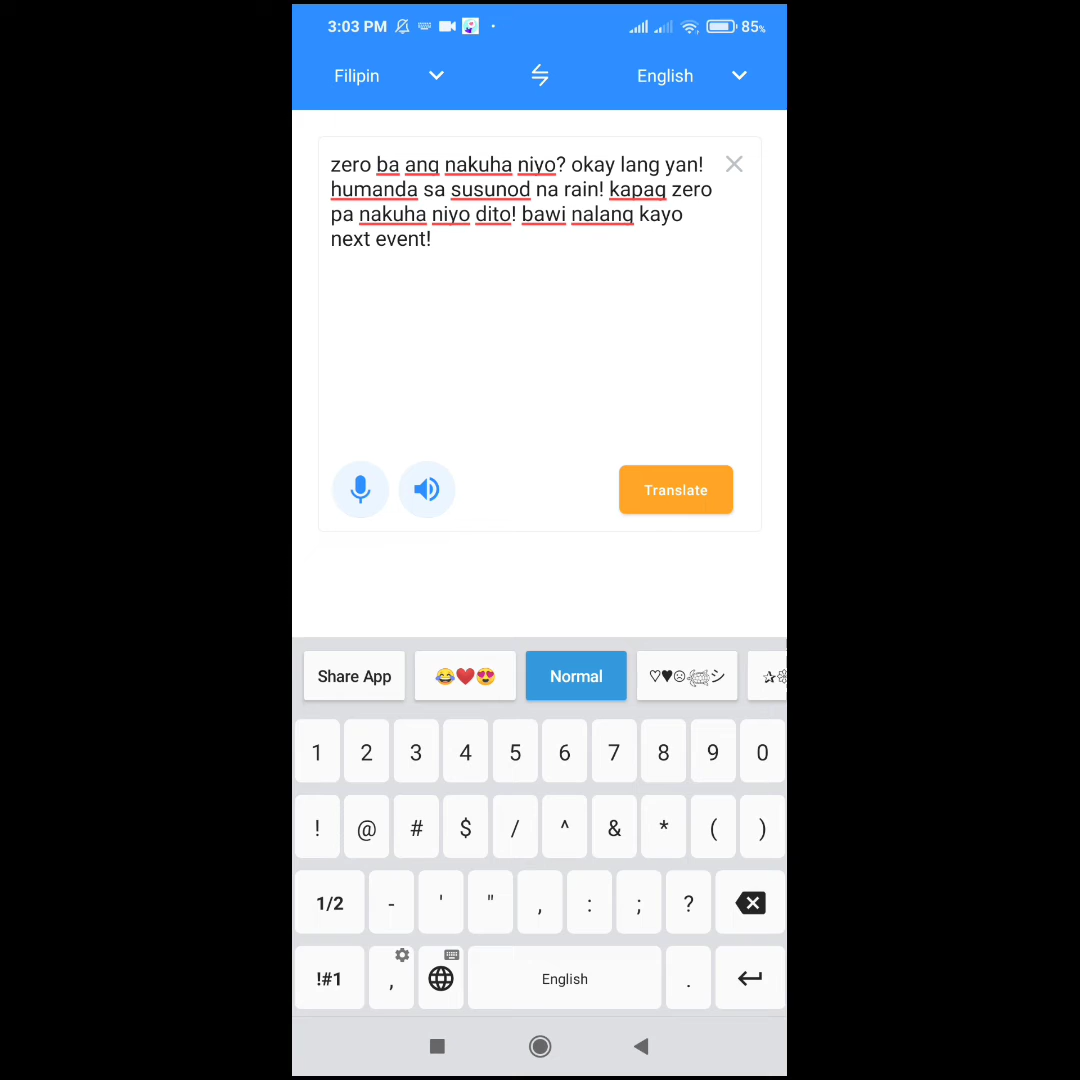 3:03 PM
85%
Filipin
English
zero ba ang nakuha niyo? okay lang yan!
humanda sa susunod na rain! kapag zero
pa nakuha niyo dito! bawi nalang kayo
next event!
Translate
Share App
😂❤️😍
Normal
1 2 3 4 5 6 7 8 9 0
! @ # $ / ^ & * ( )
1/2 - ' " , : ; ?
!#1 , English .